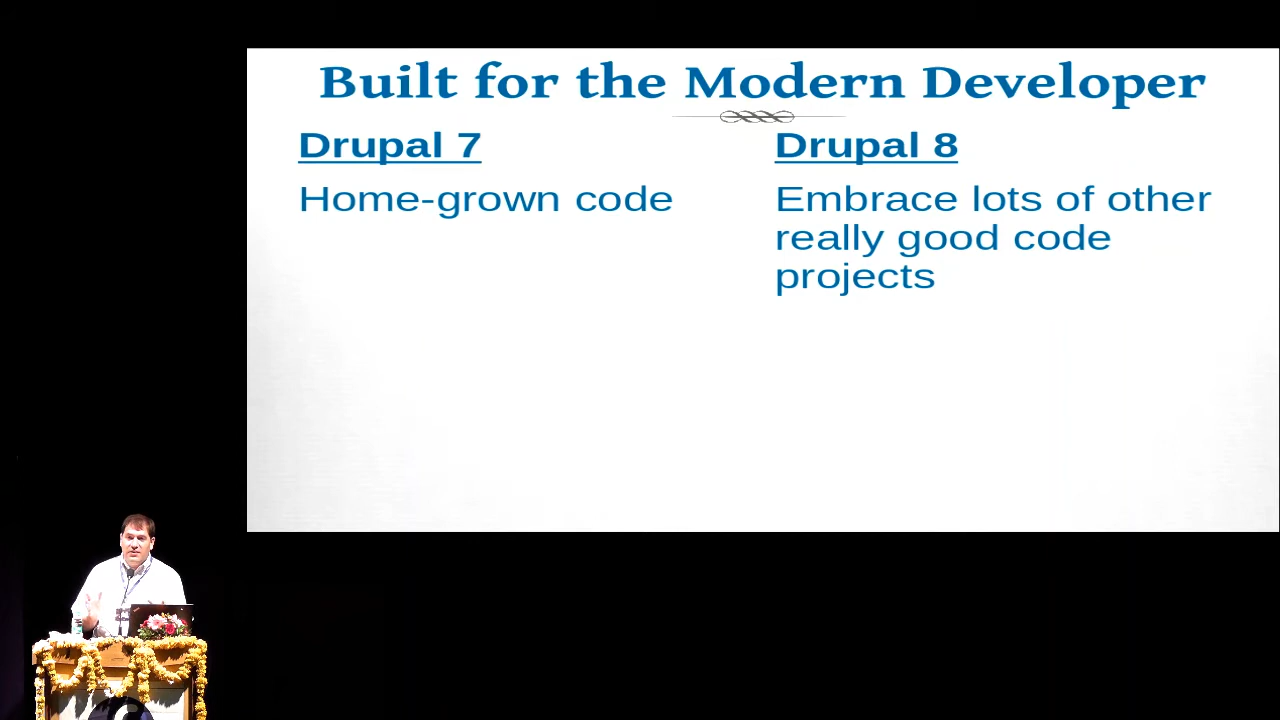 Built for the Modern Developer
Drupal 7
Home-grown code
Drupal 8
Embrace lots of other
really good code
projects